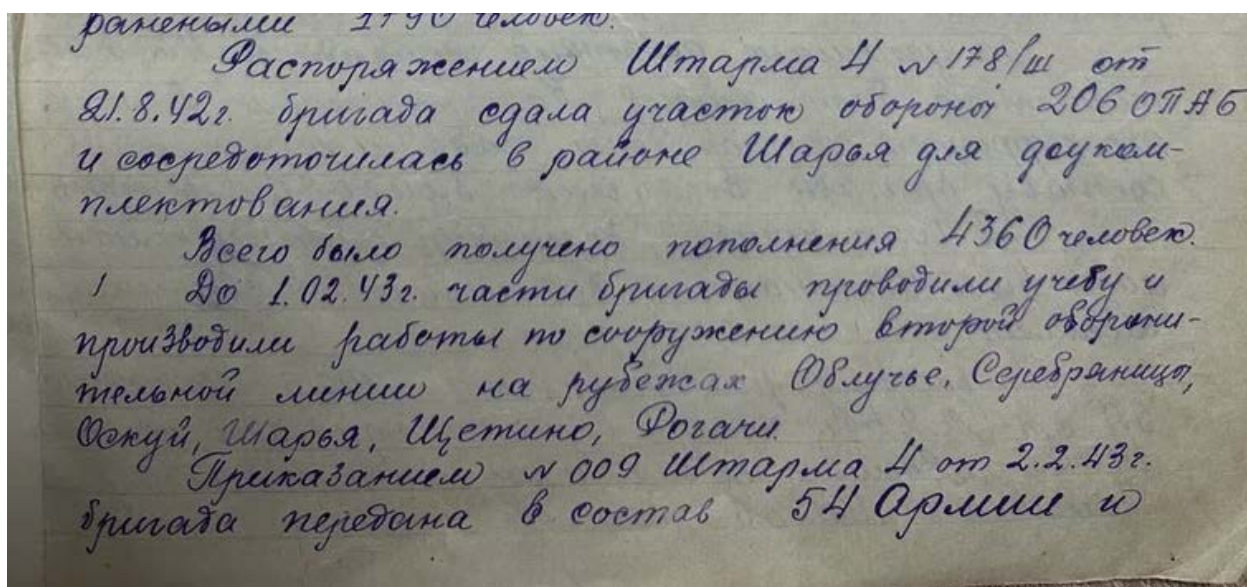 ранеными 1790 человек.
Распоряжением Штарма 4 № 178/ш от
21.8.42г. бригада сдала участок обороны 206 ОПАБ
и сосредоточилась в районе Шарья для доуком-
плектования.
Всего было получено пополнения 4360 человек.
До 1.02.43г. части бригады проводили учебу и
производили работы по сооружению второй оборони-
тельной линии на рубежах Облучье, Серебряницы,
Оскуй, Шарья, Щетино, Рогачи.
Приказанием № 009 Штарма 4 от 2.2.43г.
бригада передана в состав 54 Армии и